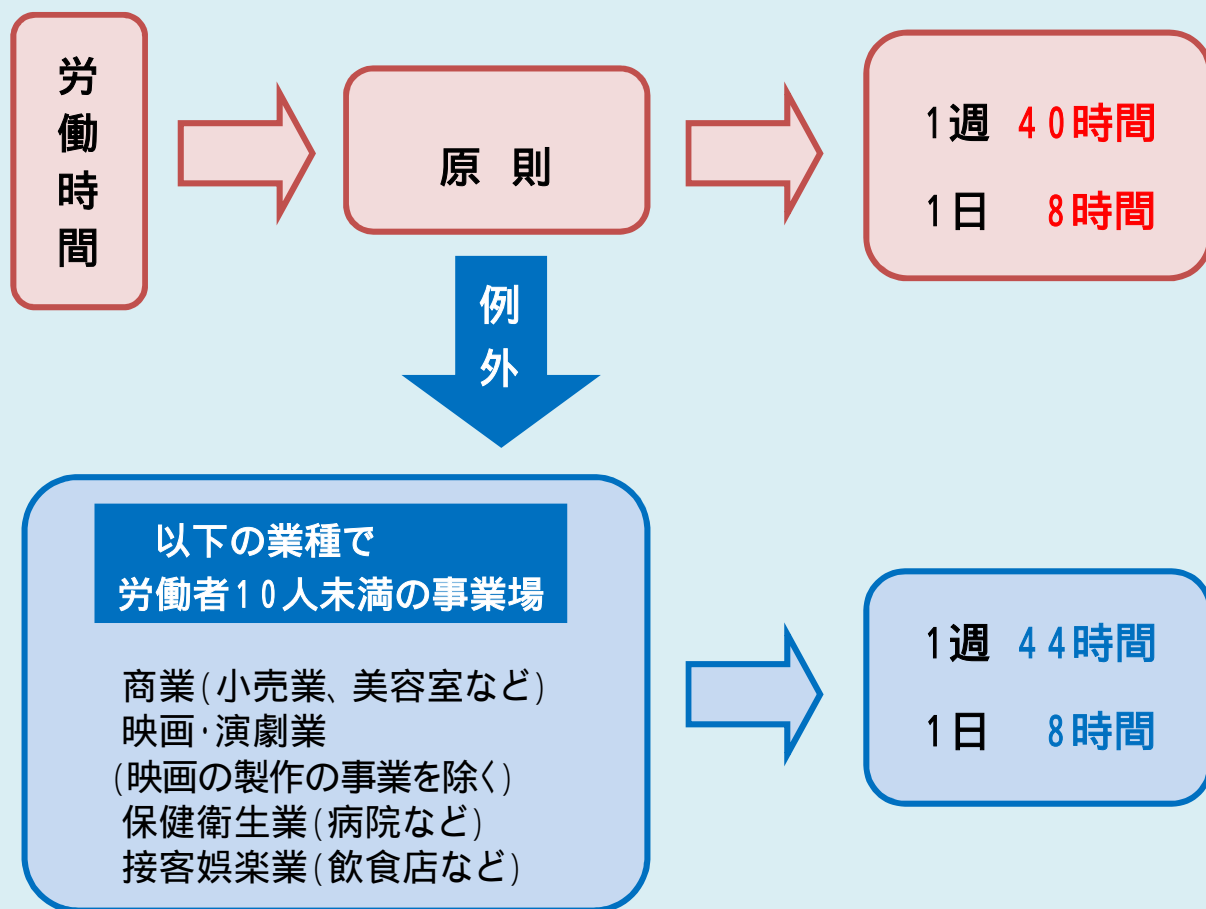 労働時間
原則
1週 40時間
1日 8時間
例外
以下の業種で
労働者10人未満の事業場
商業(小売業、美容室など)
映画・演劇業
(映画の製作の事業を除く)
保健衛生業(病院など)
接客娯楽業(飲食店など)
1週 44時間
1日 8時間